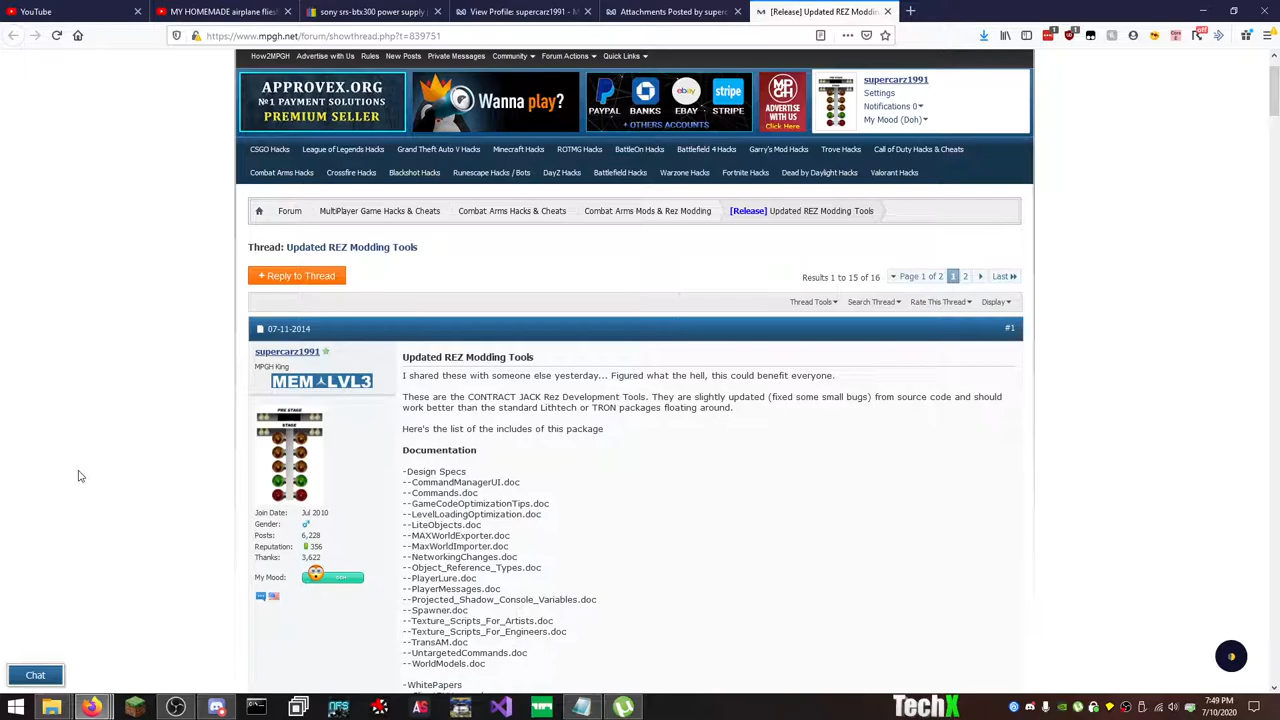 YouTube
MY HOMEMADE airplane flies
sony srs-btx300 power supply
View Profile: supercarz1991 - M
Attachments Posted by superc
[Release] Updated REZ Modding
https://www.mpgh.net/forum/showthread.php?t=839751
How2MPGH Advertise with Us Rules New Posts Private Messages Community Forum Actions Quick Links
APPROVEX.ORG
№1 PAYMENT SOLUTIONS
PREMIUM SELLER
Wanna play?
PAYPAL BANKS EBAY STRIPE
+ OTHERS ACCOUNTS
MPGH
ADVERTISE
WITH US
Click Here
supercarz1991
Settings
Notifications 0
My Mood (Doh)
CSGO Hacks League of Legends Hacks Grand Theft Auto V Hacks Minecraft Hacks ROTMG Hacks BattleOn Hacks Battlefield 4 Hacks Garry's Mod Hacks Trove Hacks Call of Duty Hacks & Cheats
Combat Arms Hacks Crossfire Hacks Blackshot Hacks Runescape Hacks / Bots DayZ Hacks Battlefield Hacks Warzone Hacks Fortnite Hacks Dead by Daylight Hacks Valorant Hacks
Forum MultiPlayer Game Hacks & Cheats Combat Arms Hacks & Cheats Combat Arms Mods & Rez Modding [Release] Updated REZ Modding Tools
Thread: Updated REZ Modding Tools
+ Reply to Thread
Results 1 to 15 of 16 Page 1 of 2 1 2 Last
Thread Tools Search Thread Rate This Thread Display
07-11-2014 #1
supercarz1991
MPGH King
MEM LVL3
PRE STAGE
STAGE
Join Date: Jul 2010
Gender:
Posts: 6,228
Reputation: 356
Thanks: 3,622
My Mood: DOH
Updated REZ Modding Tools
I shared these with someone else yesterday... Figured what the hell, this could benefit everyone.
These are the CONTRACT JACK Rez Development Tools. They are slightly updated (fixed some small bugs) from source code and should
work better than the standard Lithtech or TRON packages floating around.
Here's the list of the includes of this package
Documentation
-Design Specs
--CommandManagerUI.doc
--Commands.doc
--GameCodeOptimizationTips.doc
--LevelLoadingOptimization.doc
--LiteObjects.doc
--MAXWorldExporter.doc
--MaxWorldImporter.doc
--NetworkingChanges.doc
--Object_Reference_Types.doc
--PlayerLure.doc
--PlayerMessages.doc
--Projected_Shadow_Console_Variables.doc
--Spawner.doc
--Texture_Scripts_For_Artists.doc
--Texture_Scripts_For_Engineers.doc
--TransAM.doc
--UntargetedCommands.doc
--WorldModels.doc
-WhitePapers
Chat
TechX
7:49 PM
7/10/2020